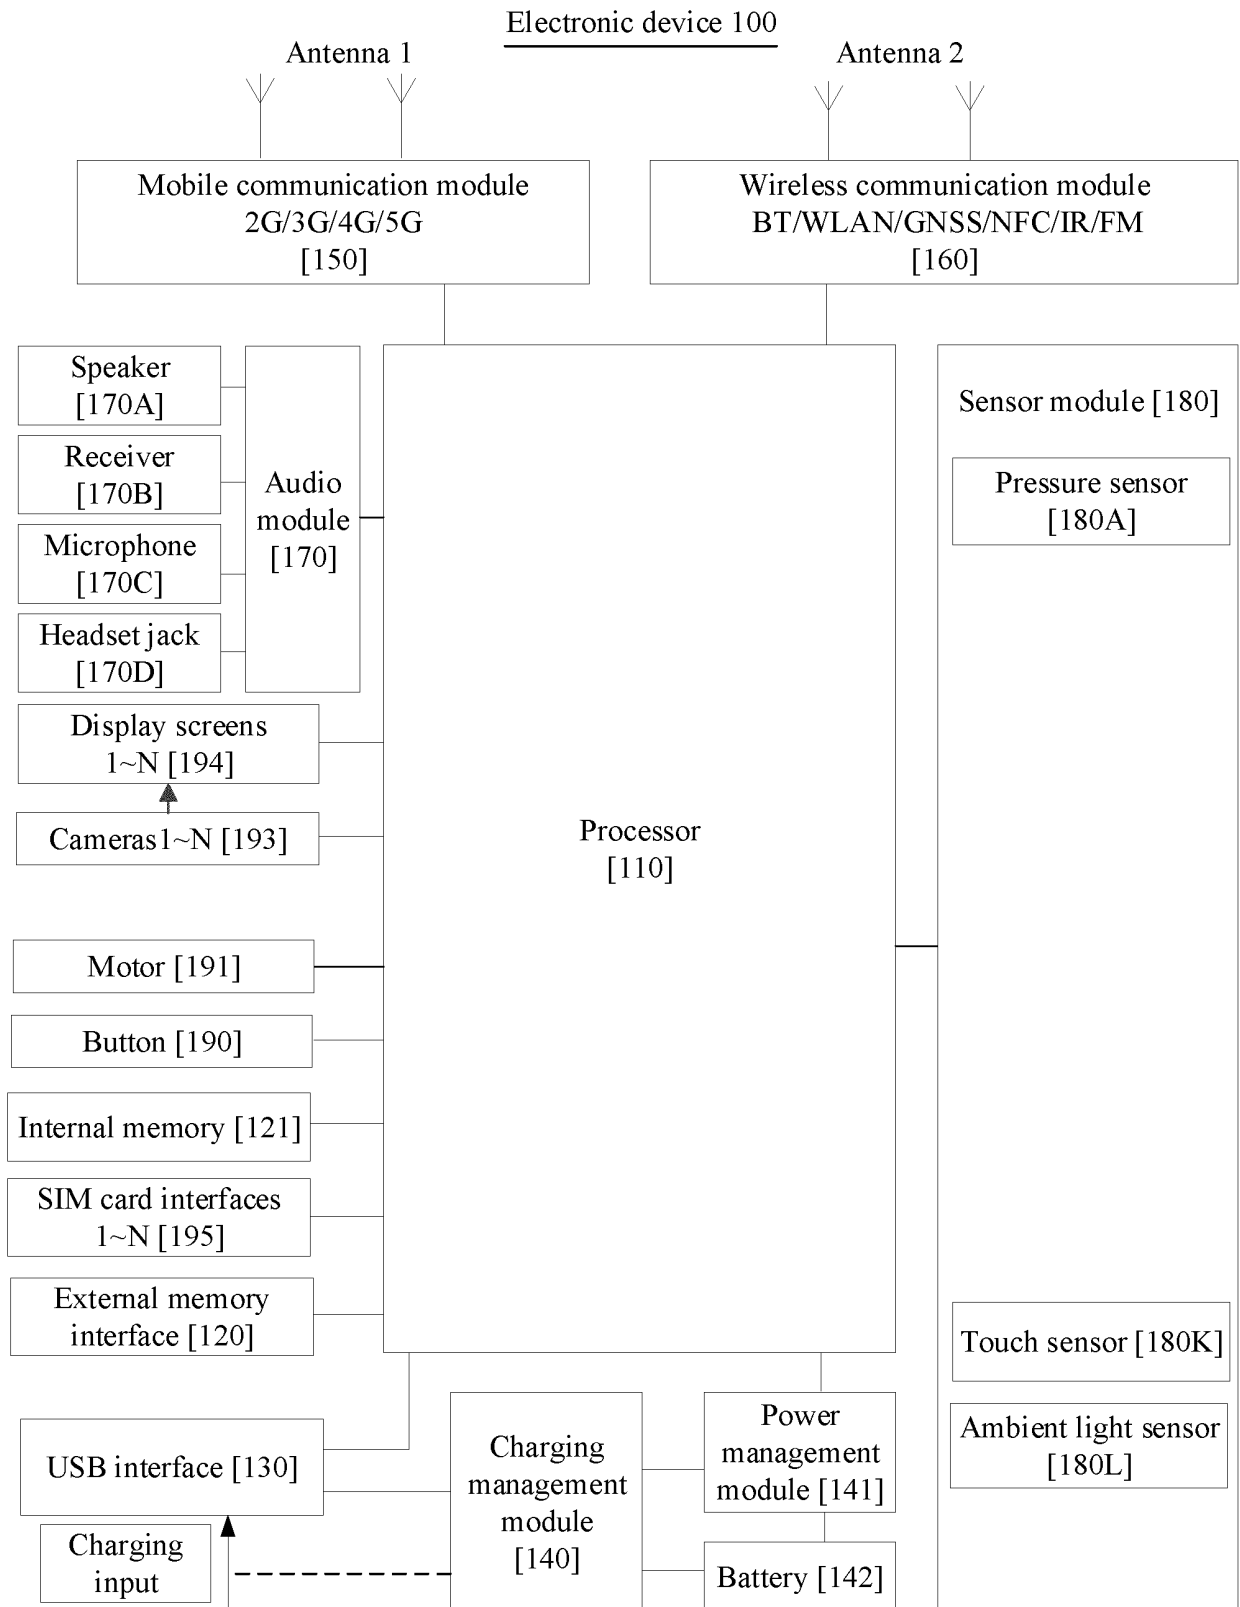 Electronic device 100
Antenna 1
Antenna 2
Mobile communication module
2G/3G/4G/5G
[150]
Wireless communication module
BT/WLAN/GNSS/NFC/IR/FM
[160]
Speaker
[170A]
Receiver
[170B]
Microphone
[170C]
Headset jack
[170D]
Audio
module
[170]
Display screens
1~N [194]
Cameras1~N [193]
Motor [191]
Button [190]
Internal memory [121]
SIM card interfaces
1~N [195]
External memory
interface [120]
Processor
[110]
Sensor module [180]
Pressure sensor
[180A]
Touch sensor [180K]
Ambient light sensor
[180L]
USB interface [130]
Charging
input
Charging
management
module
[140]
Power
management
module [141]
Battery [142]